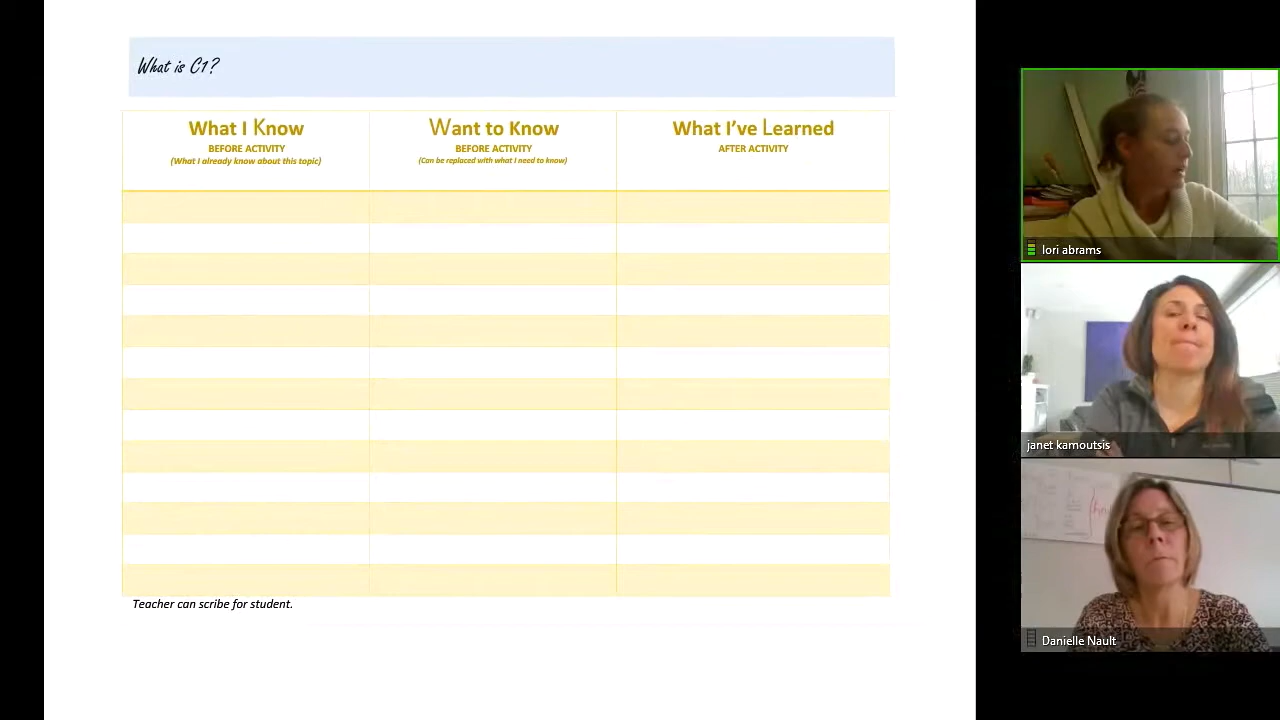 What is C1?
What I Know
BEFORE ACTIVITY
(What I already know about this topic)
Want to Know
BEFORE ACTIVITY
(Can be replaced with what I need to know)
What I've Learned
AFTER ACTIVITY
Teacher can scribe for student.
lori abrams
janet kamoutsis
Danielle Nault